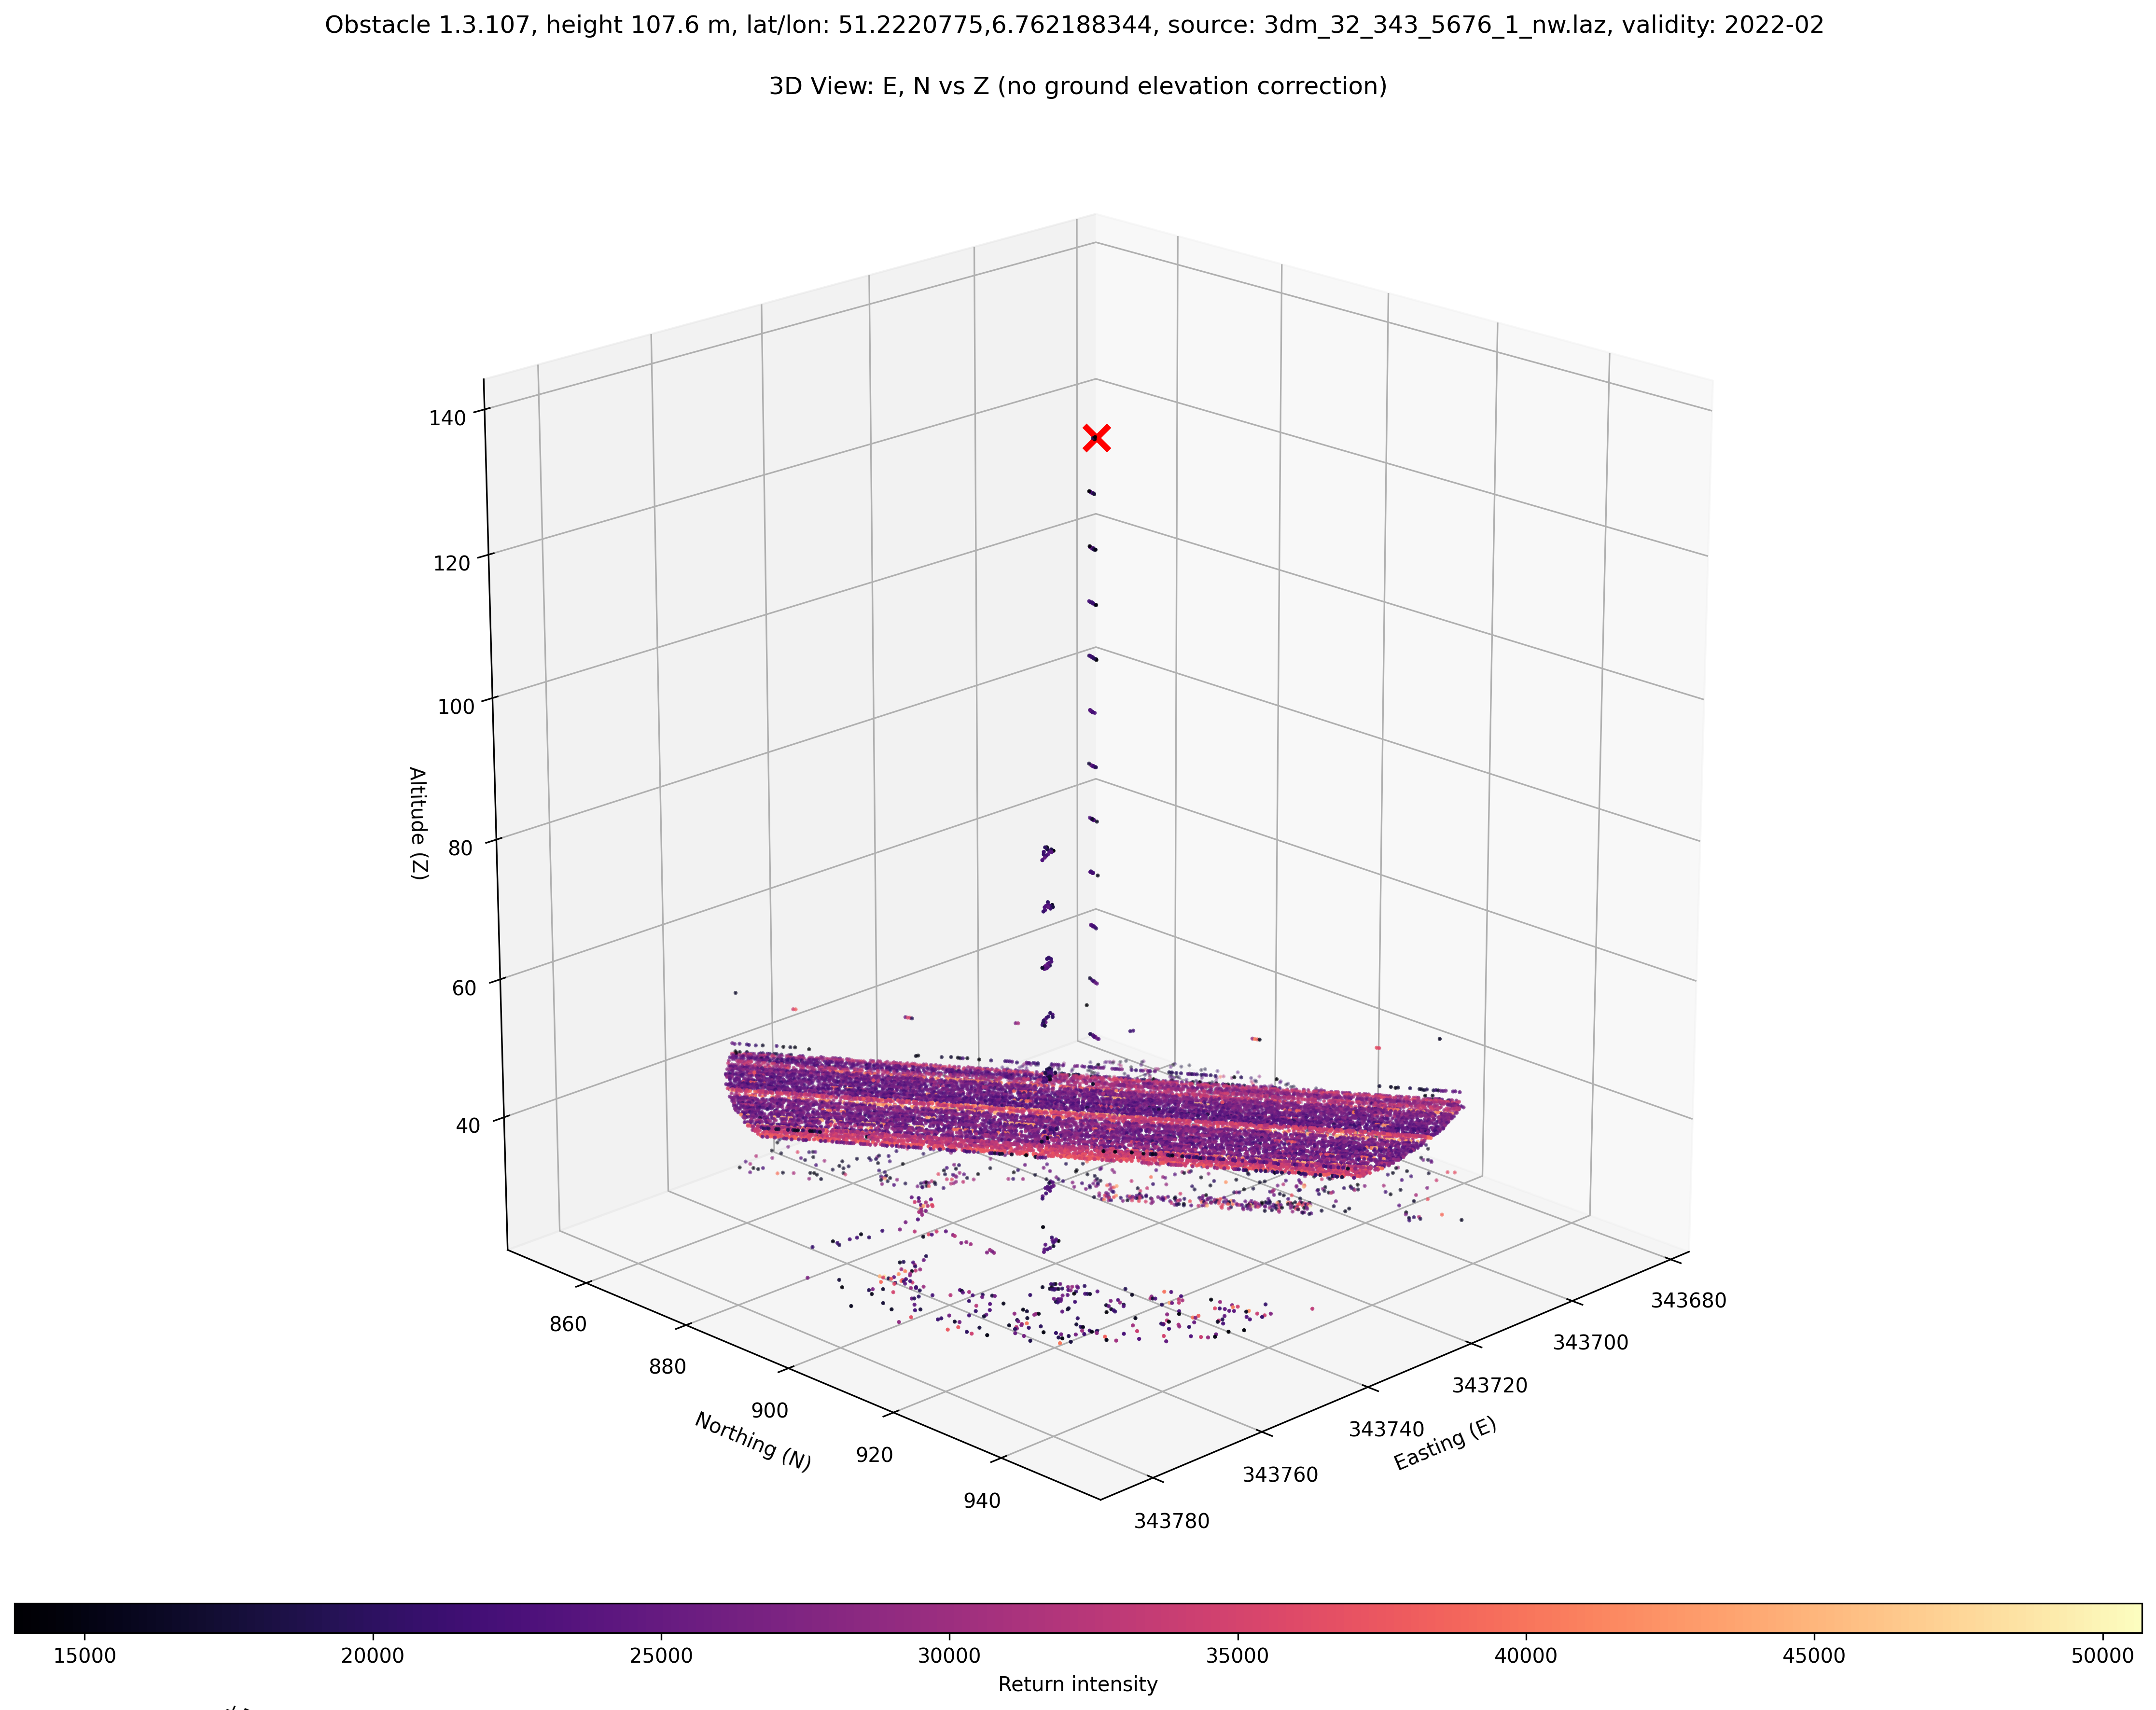 Obstacle 1.3.107, height 107.6 m, lat/lon: 51.2220775,6.762188344, source: 3dm_32_343_5676_1_nw.laz, validity: 2022-02
3D View: E, N vs Z (no ground elevation correction)
140
120
100
80
60
40
Altitude (Z)
860
880
900
920
940
Northing (N)
343680
343700
343720
343740
343760
343780
Easting (E)
15000 20000 25000 30000 35000 40000 45000 50000
Return intensity